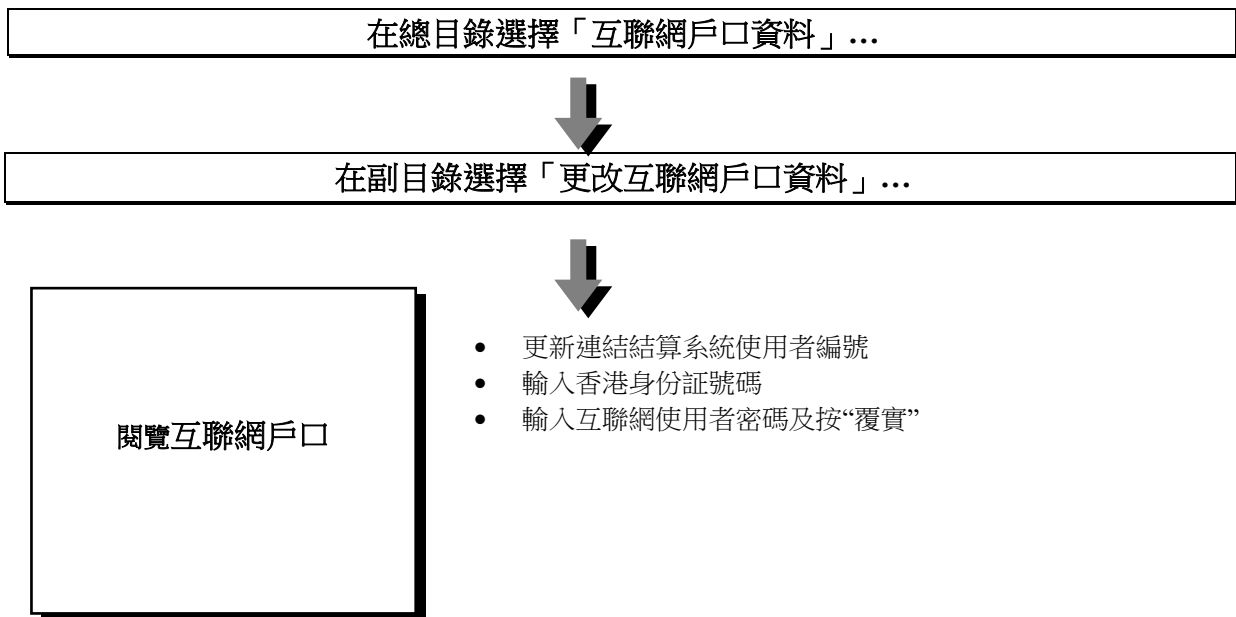 在總目錄選擇「互聯網戶口資料」…
在副目錄選擇「更改互聯網戶口資料」…
閱覽互聯網戶口
• 更新連結結算系統使用者編號
• 輸入香港身份証號碼
• 輸入互聯網使用者密碼及按“覆實”